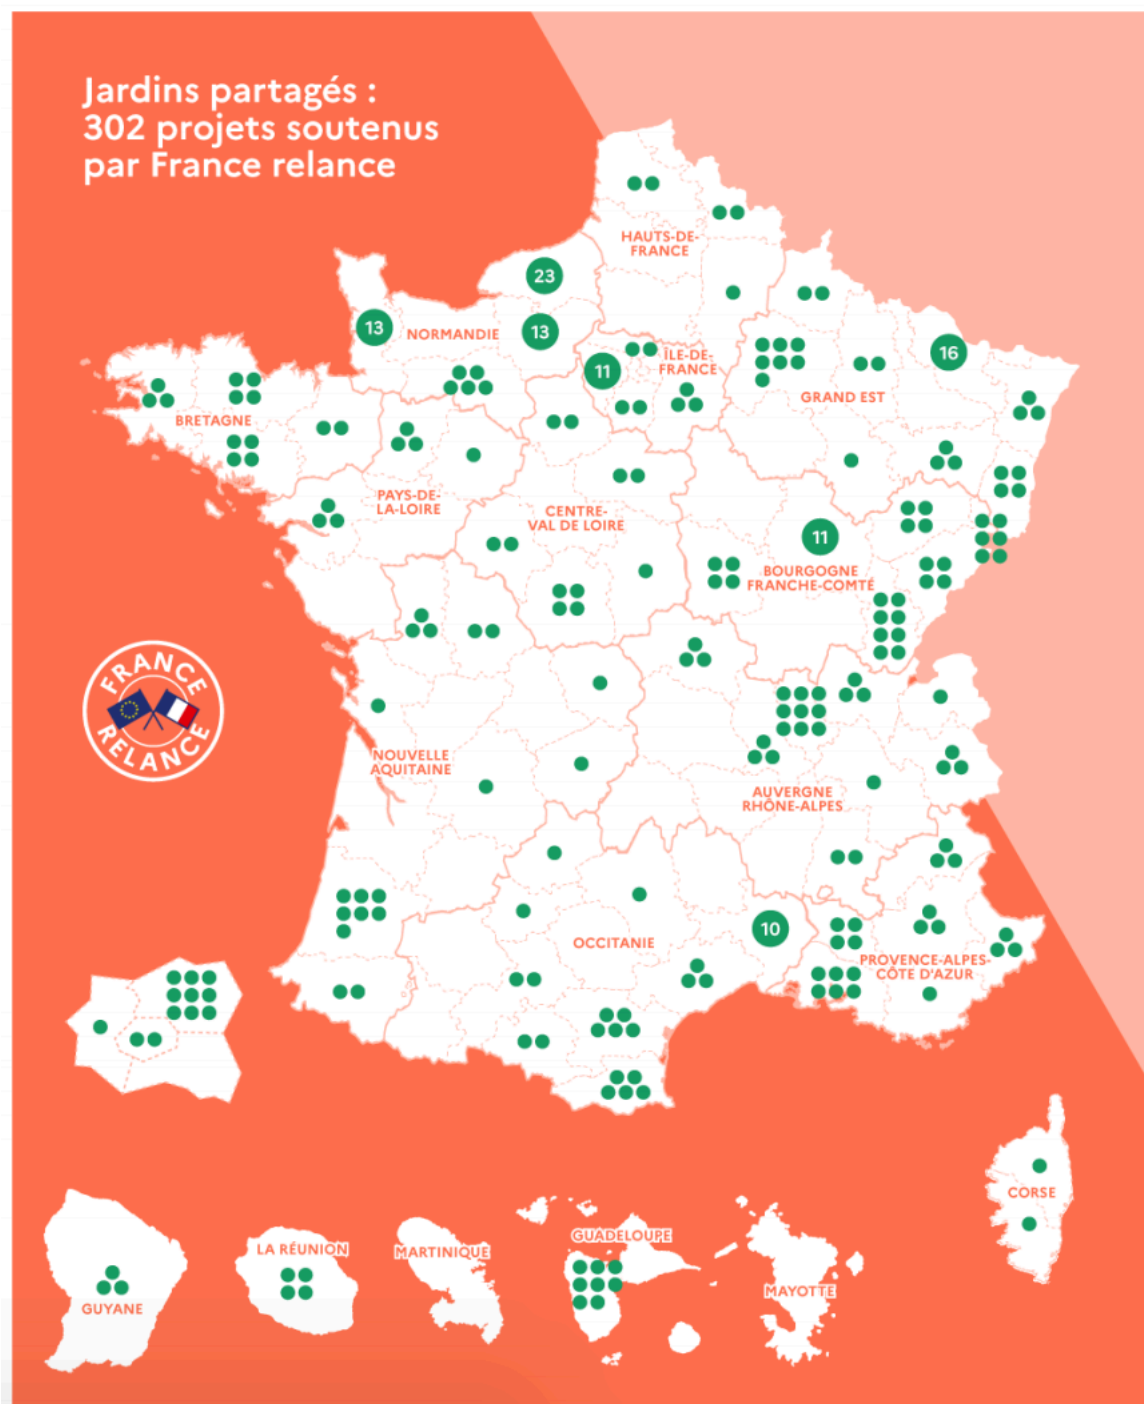 Jardins partagés :
302 projets soutenus
par France relance
HAUTS-DE-
FRANCE
23
13
NORMANDIE
13
11
ÎLE-DE-
FRANCE
16
GRAND EST
BRETAGNE
PAYS-DE-
LA-LOIRE
CENTRE-
VAL DE LOIRE
11
BOURGOGNE
FRANCHE-COMTÉ
FRANCE
RELANCE
NOUVELLE
AQUITAINE
AUVERGNE
RHÔNE-ALPES
OCCITANIE
10
PROVENCE-ALPES-
CÔTE D'AZUR
CORSE
GUYANE
LA RÉUNION
MARTINIQUE
GUADELOUPE
MAYOTTE